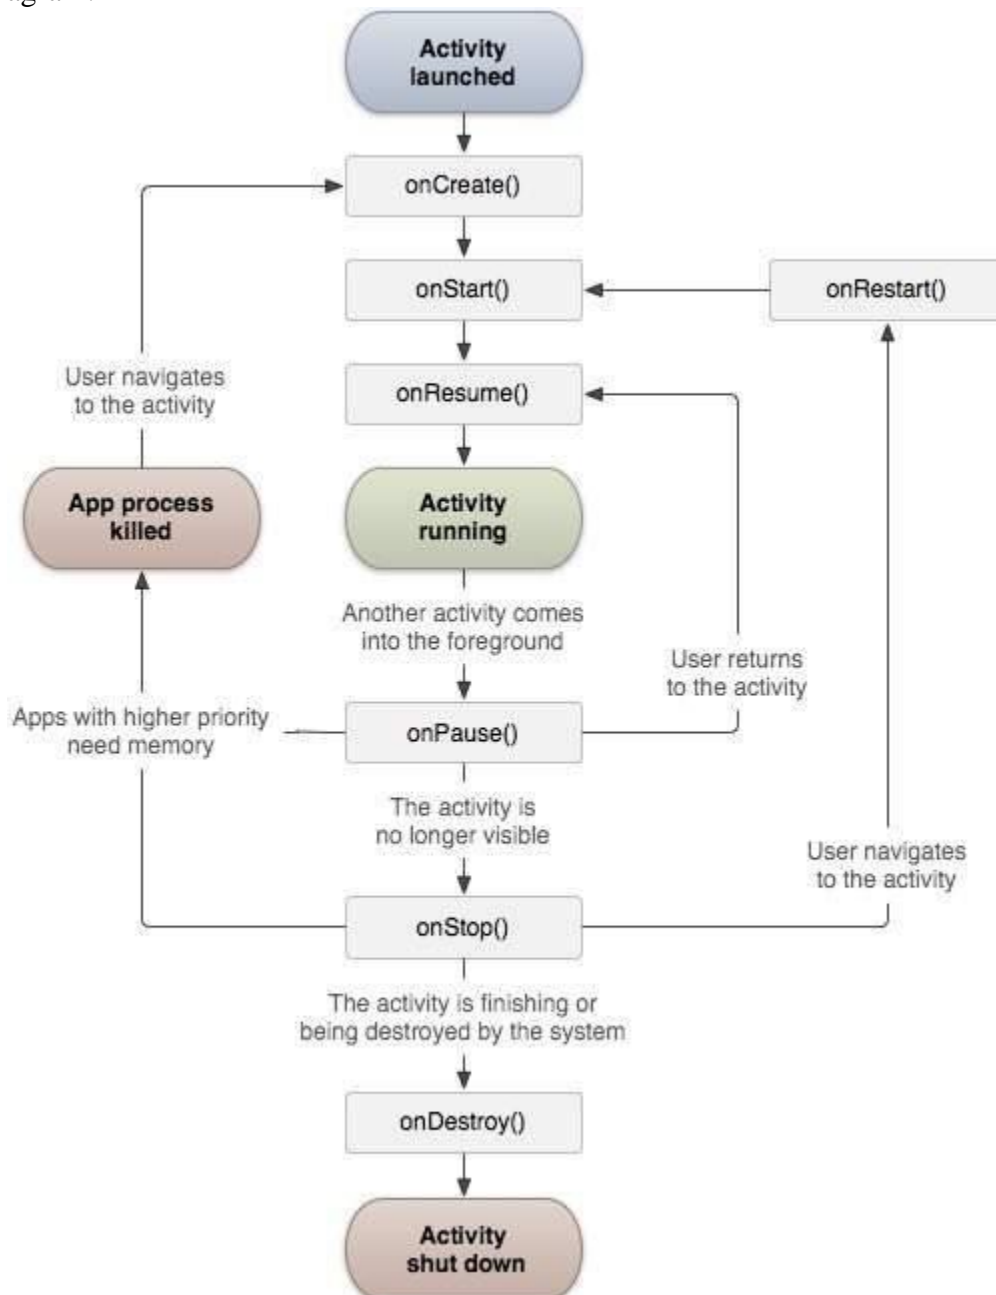 Activity
launched
onCreate()
onStart()
onRestart()
User navigates
to the activity
onResume()
App process
killed
Activity
running
Another activity comes
into the foreground
User returns
to the activity
Apps with higher priority
need memory
onPause()
The activity is
no longer visible
User navigates
to the activity
onStop()
The activity is finishing or
being destroyed by the system
onDestroy()
Activity
shut down